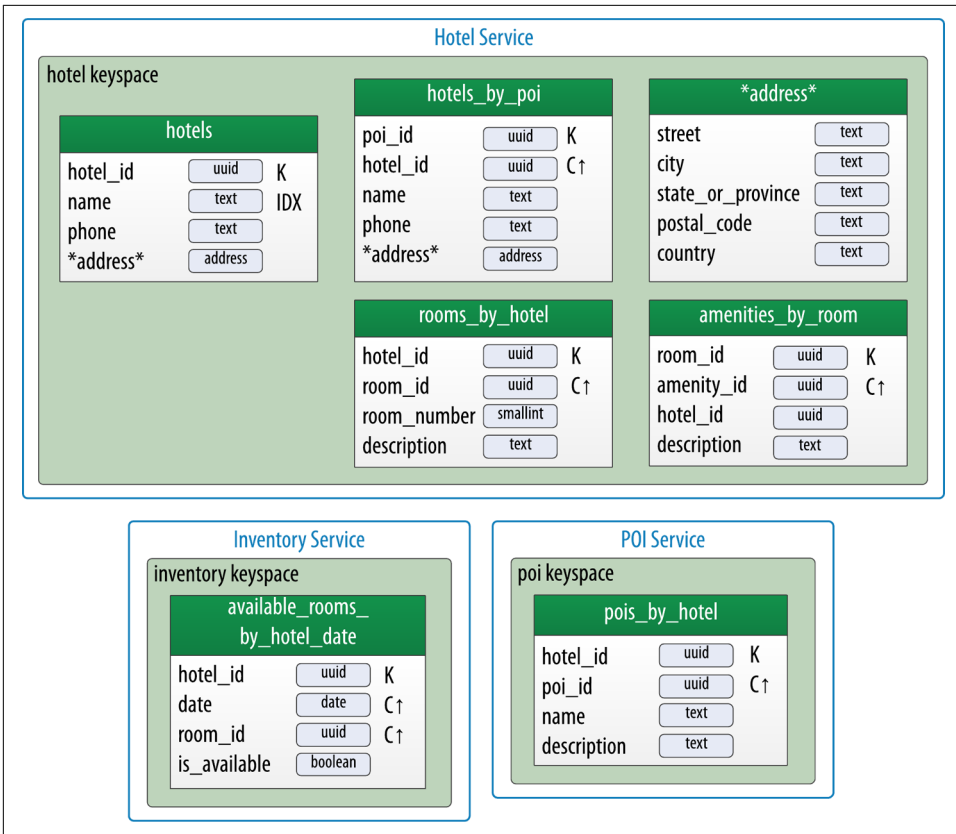 Hotel Service
hotel keyspace
hotels
hotel_id uuid K
name text IDX
phone text
*address* address
hotels_by_poi
poi_id uuid K
hotel_id uuid C↑
name text
phone text
*address* address
*address*
street text
city text
state_or_province text
postal_code text
country text
rooms_by_hotel
hotel_id uuid K
room_id uuid C↑
room_number smallint
description text
amenities_by_room
room_id uuid K
amenity_id uuid C↑
hotel_id uuid
description text
Inventory Service
inventory keyspace
available_rooms_
by_hotel_date
hotel_id uuid K
date date C↑
room_id uuid C↑
is_available boolean
POI Service
poi keyspace
pois_by_hotel
hotel_id uuid K
poi_id uuid C↑
name text
description text